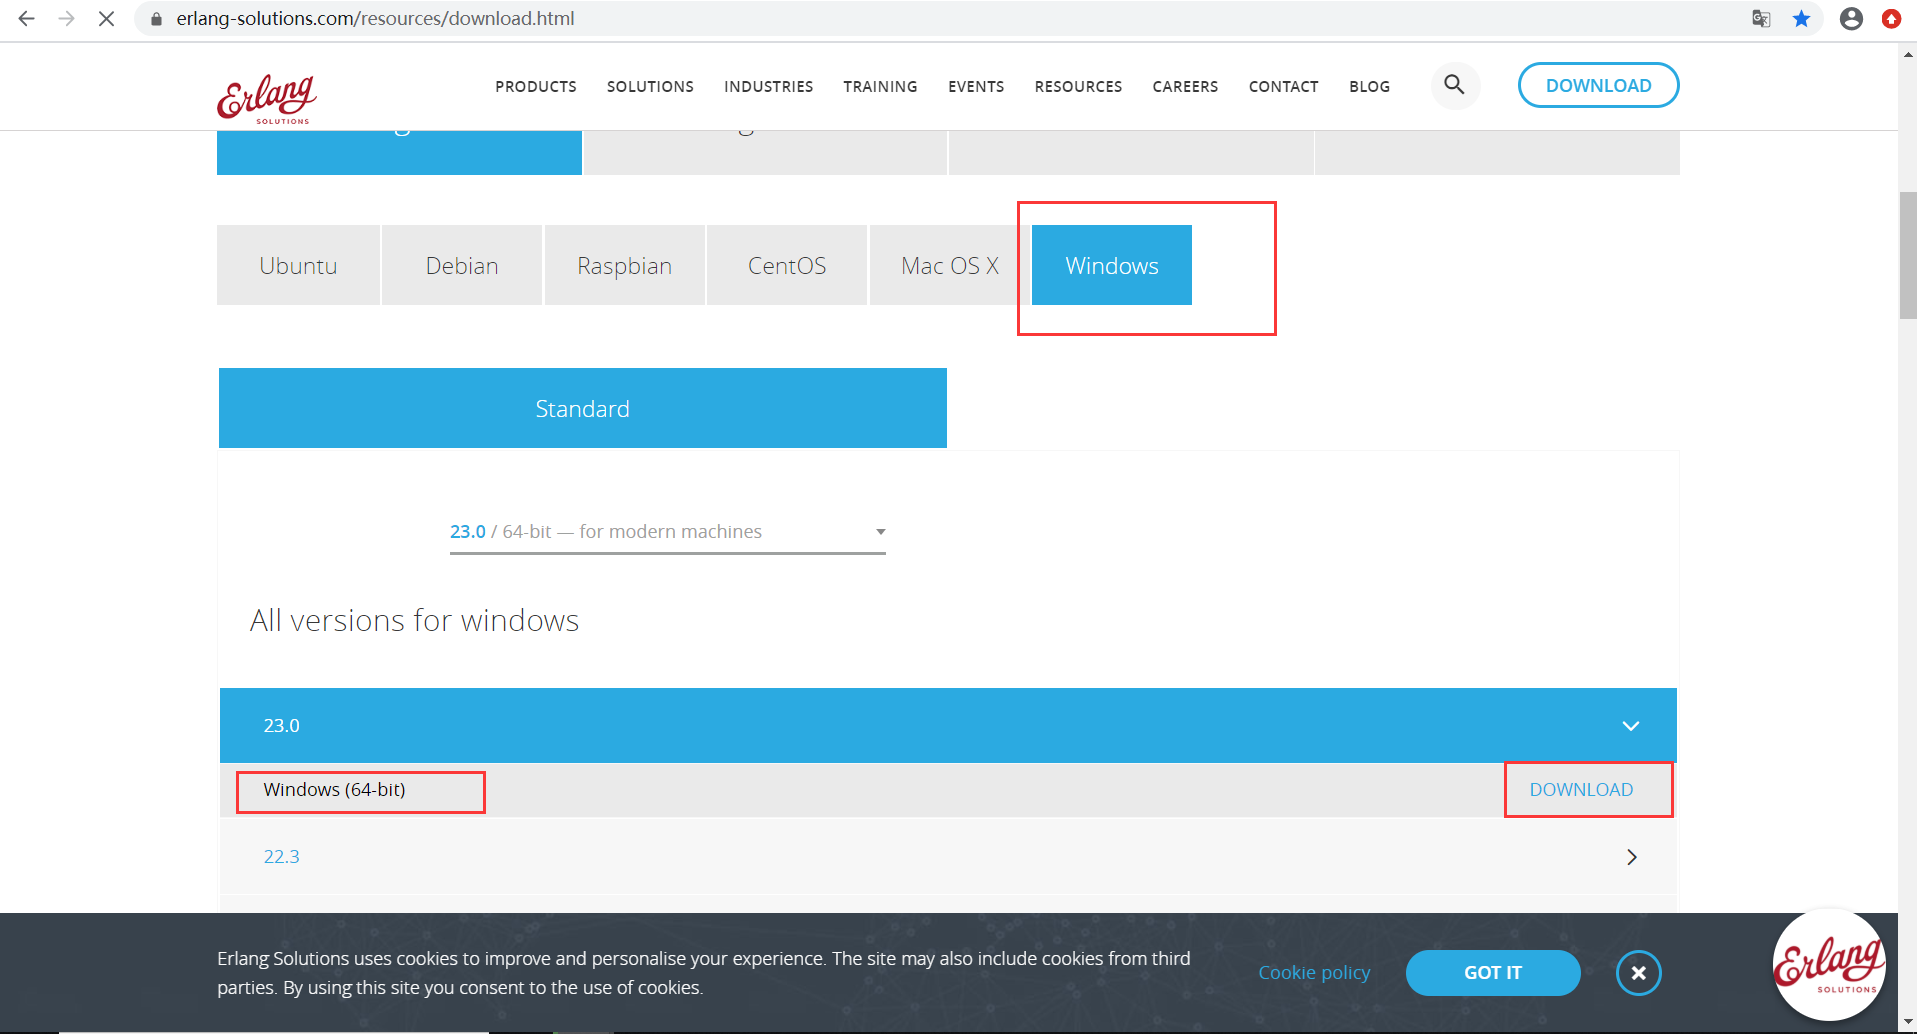 erlang-solutions.com/resources/download.html
Erlang
SOLUTIONS
PRODUCTS SOLUTIONS INDUSTRIES TRAINING EVENTS RESOURCES CAREERS CONTACT BLOG DOWNLOAD
Ubuntu Debian Raspbian CentOS Mac OS X Windows
Standard
23.0 / 64-bit — for modern machines
All versions for windows
23.0
Windows (64-bit) DOWNLOAD
22.3
Erlang Solutions uses cookies to improve and personalise your experience. The site may also include cookies from third
parties. By using this site you consent to the use of cookies.
Cookie policy GOT IT
Erlang
SOLUTIONS